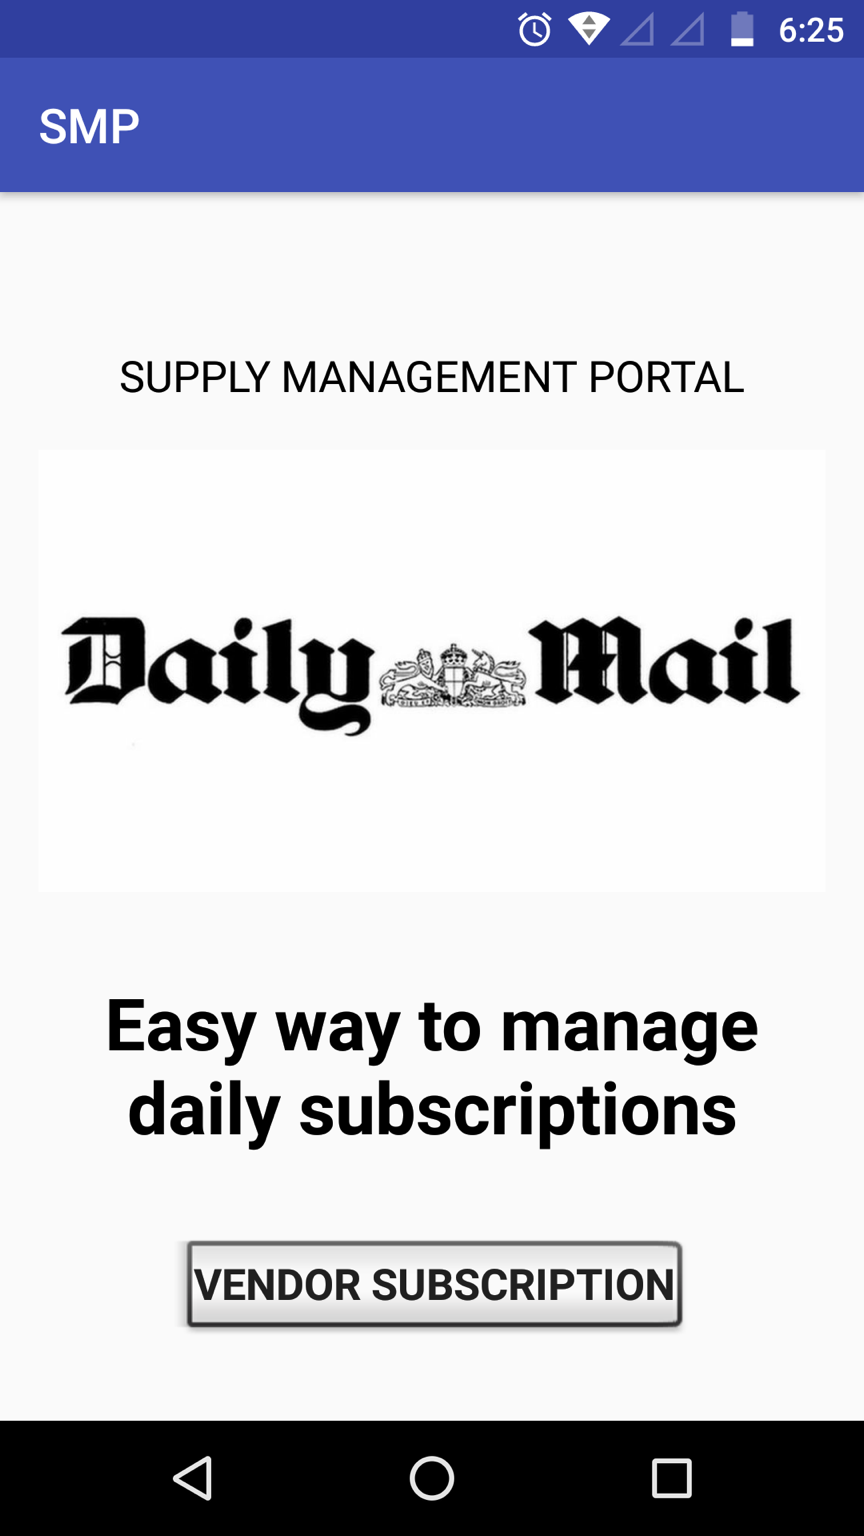 6:25
SMP
SUPPLY MANAGEMENT PORTAL
Daily Mail
Easy way to manage
daily subscriptions
VENDOR SUBSCRIPTION